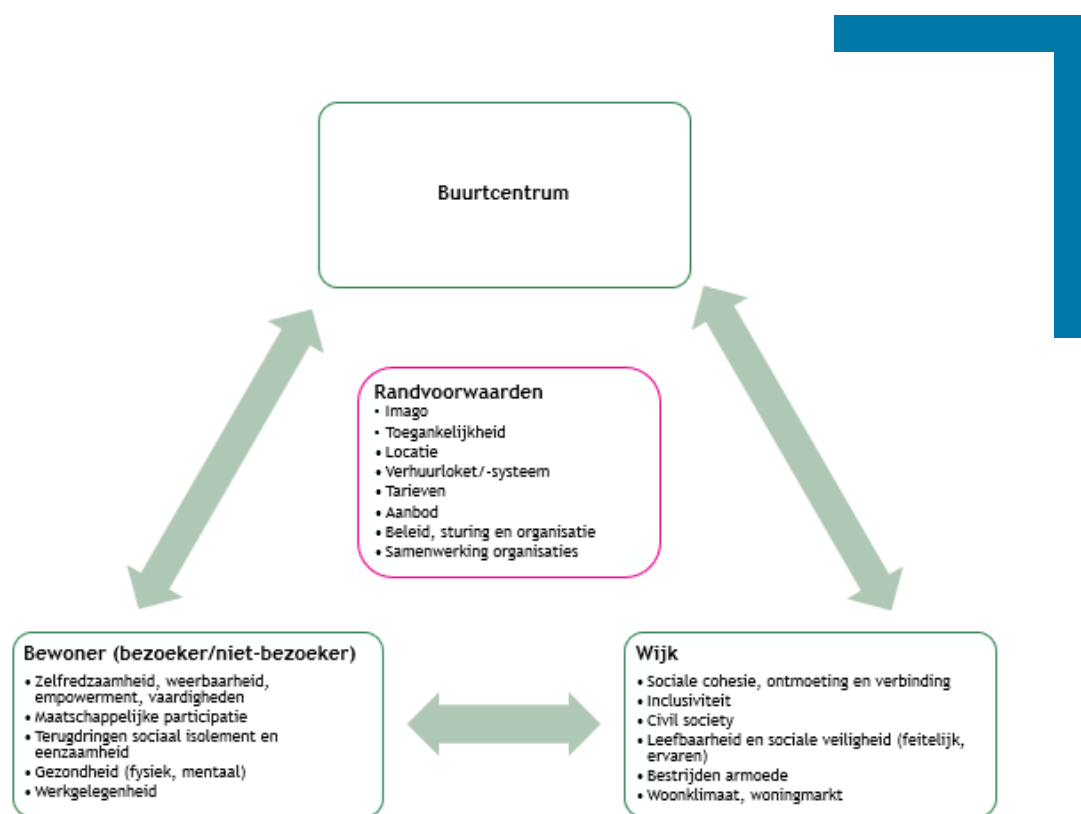 Buurtcentrum
Randvoorwaarden
• Imago
• Toegankelijkheid
• Locatie
• Verhuurloket/-systeem
• Tarieven
• Aanbod
• Beleid, sturing en organisatie
• Samenwerking organisaties
Bewoner (bezoeker/niet-bezoeker)
• Zelfredzaamheid, weerbaarheid,
empowerment, vaardigheden
• Maatschappelijke participatie
• Terugdringen sociaal isolement en
eenzaamheid
• Gezondheid (fysiek, mentaal)
• Werkgelegenheid
Wijk
• Sociale cohesie, ontmoeting en verbinding
• Inclusiviteit
• Civil society
• Leefbaarheid en sociale veiligheid (feitelijk,
ervaren)
• Bestrijden armoede
• Woonklimaat, woningmarkt